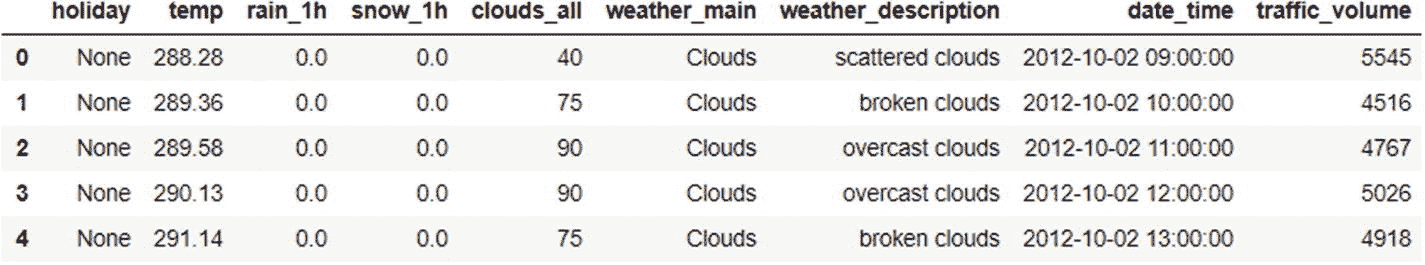 holiday temp rain_1h snow_1h clouds_all weather_main weather_description date_time traffic_volume
0 None 288.28 0.0 0.0 40 Clouds scattered clouds 2012-10-02 09:00:00 5545
1 None 289.36 0.0 0.0 75 Clouds broken clouds 2012-10-02 10:00:00 4516
2 None 289.58 0.0 0.0 90 Clouds overcast clouds 2012-10-02 11:00:00 4767
3 None 290.13 0.0 0.0 90 Clouds overcast clouds 2012-10-02 12:00:00 5026
4 None 291.14 0.0 0.0 75 Clouds broken clouds 2012-10-02 13:00:00 4918